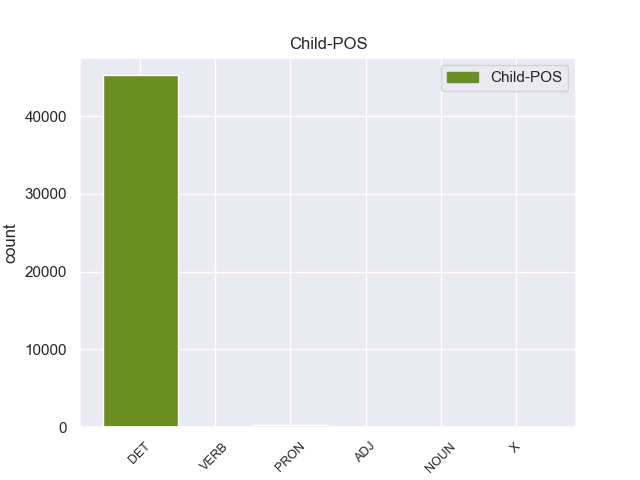 Child-POS
Child-POS
40000
30000
20000
10000
0
count
DET VERB PRON ADJ NOUN X